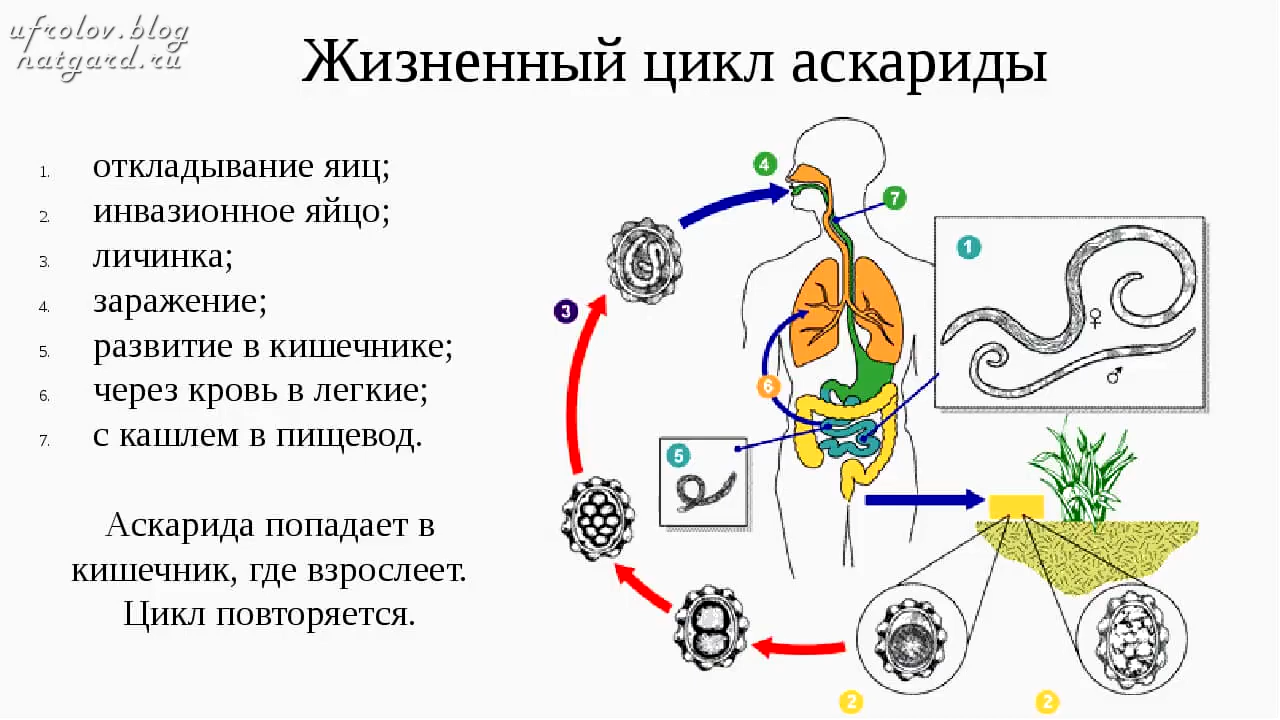 ufrolov.blog
natgard.ru
Жизненный цикл аскариды
1. откладывание яиц;
2. инвазионное яйцо;
3. личинка;
4. заражение;
5. развитие в кишечнике;
6. через кровь в легкие;
7. с кашлем в пищевод.
Аскарида попадает в
кишечник, где взрослеет.
Цикл повторяется.
4
7
1
♀
3
♂
6
5
2
2